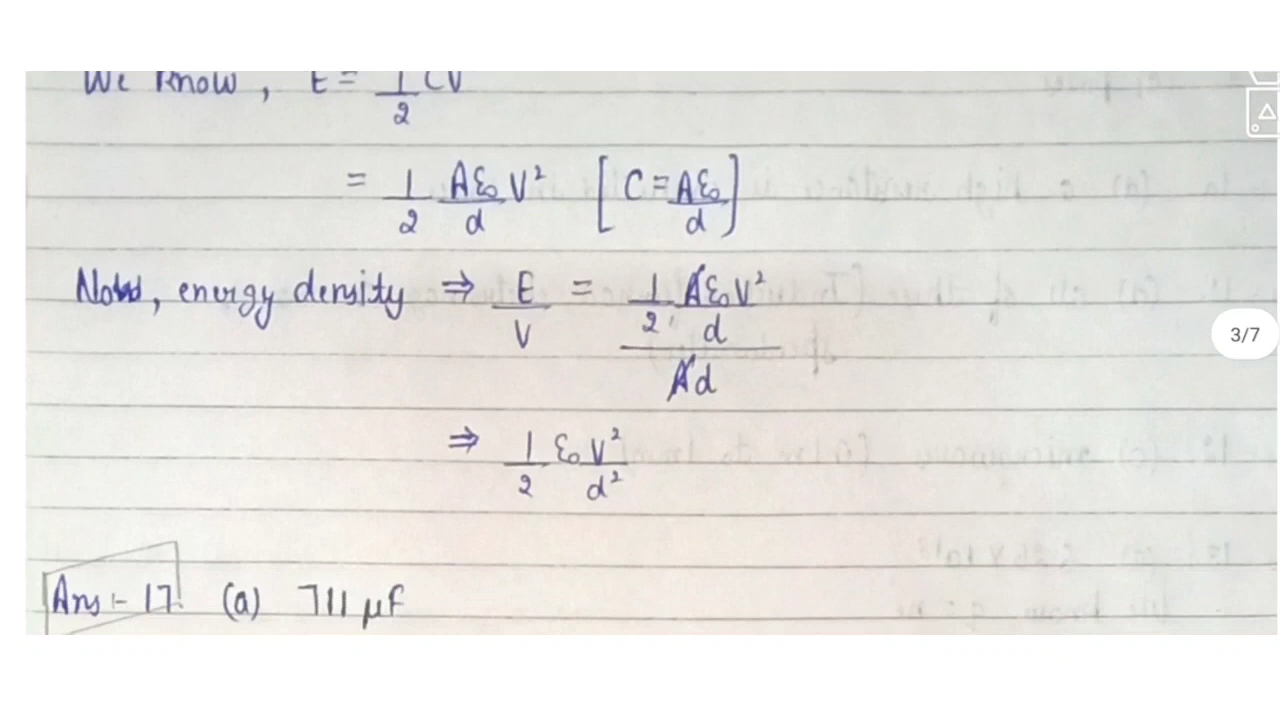 We know, E = 1/2 CV
= 1/2 Aε₀/d V² [C = Aε₀/d]
Now, energy density ⇒ E/V = (1/2 Aε₀V²/d)/(Ad)
⇒ 1/2 ε₀ V²/d²
3/7
Ans:- 17. (a) 711 μF